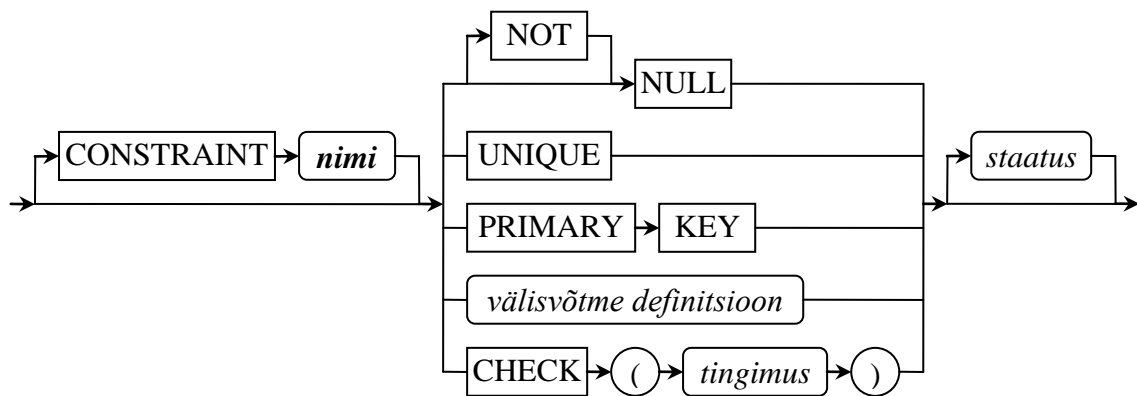 NOT
NULL
CONSTRAINT nimi
UNIQUE
staatus
PRIMARY KEY
välisvõtme definitsioon
CHECK ( tingimus )